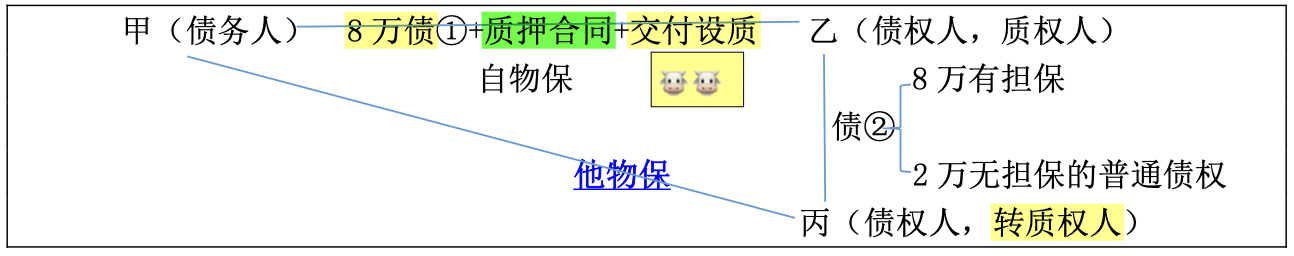 甲（债务人） 8 万债①+质押合同+交付设质 乙（债权人，质权人）
自物保 8 万有担保
债②
他物保 2 万无担保的普通债权
丙（债权人，转质权人）